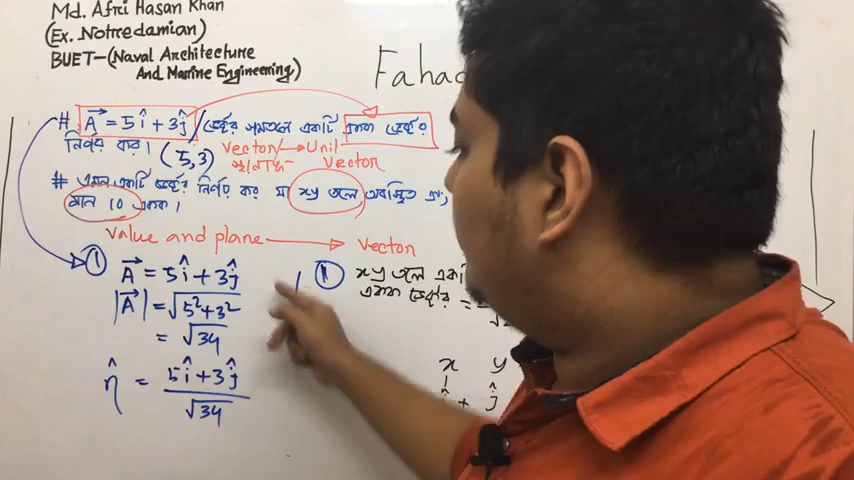 Md. Afri Hasan Khan
(Ex. Notredamian)
BUET-(Naval Architecture
And Marine Engineering)
Fahad
# A⃗ = 5î + 3ĵ / ভেক্টর সমতলে একটি একক ভেক্টর
নির্ণয় কর। (5,3)
vector → Unit
স্থানাঙ্ক vector
# এমন একটি ভেক্টর নির্ণয় কর যা xy তলে অবস্থিত এবং
মান 10 একক।
value and plane → vector
① A⃗ = 5î + 3ĵ
|A⃗| = √5²+3²
= √34
η̂ = 5î+3ĵ / √34
xy তলে একটি
একক ভেক্টর =
x y
î + ĵ